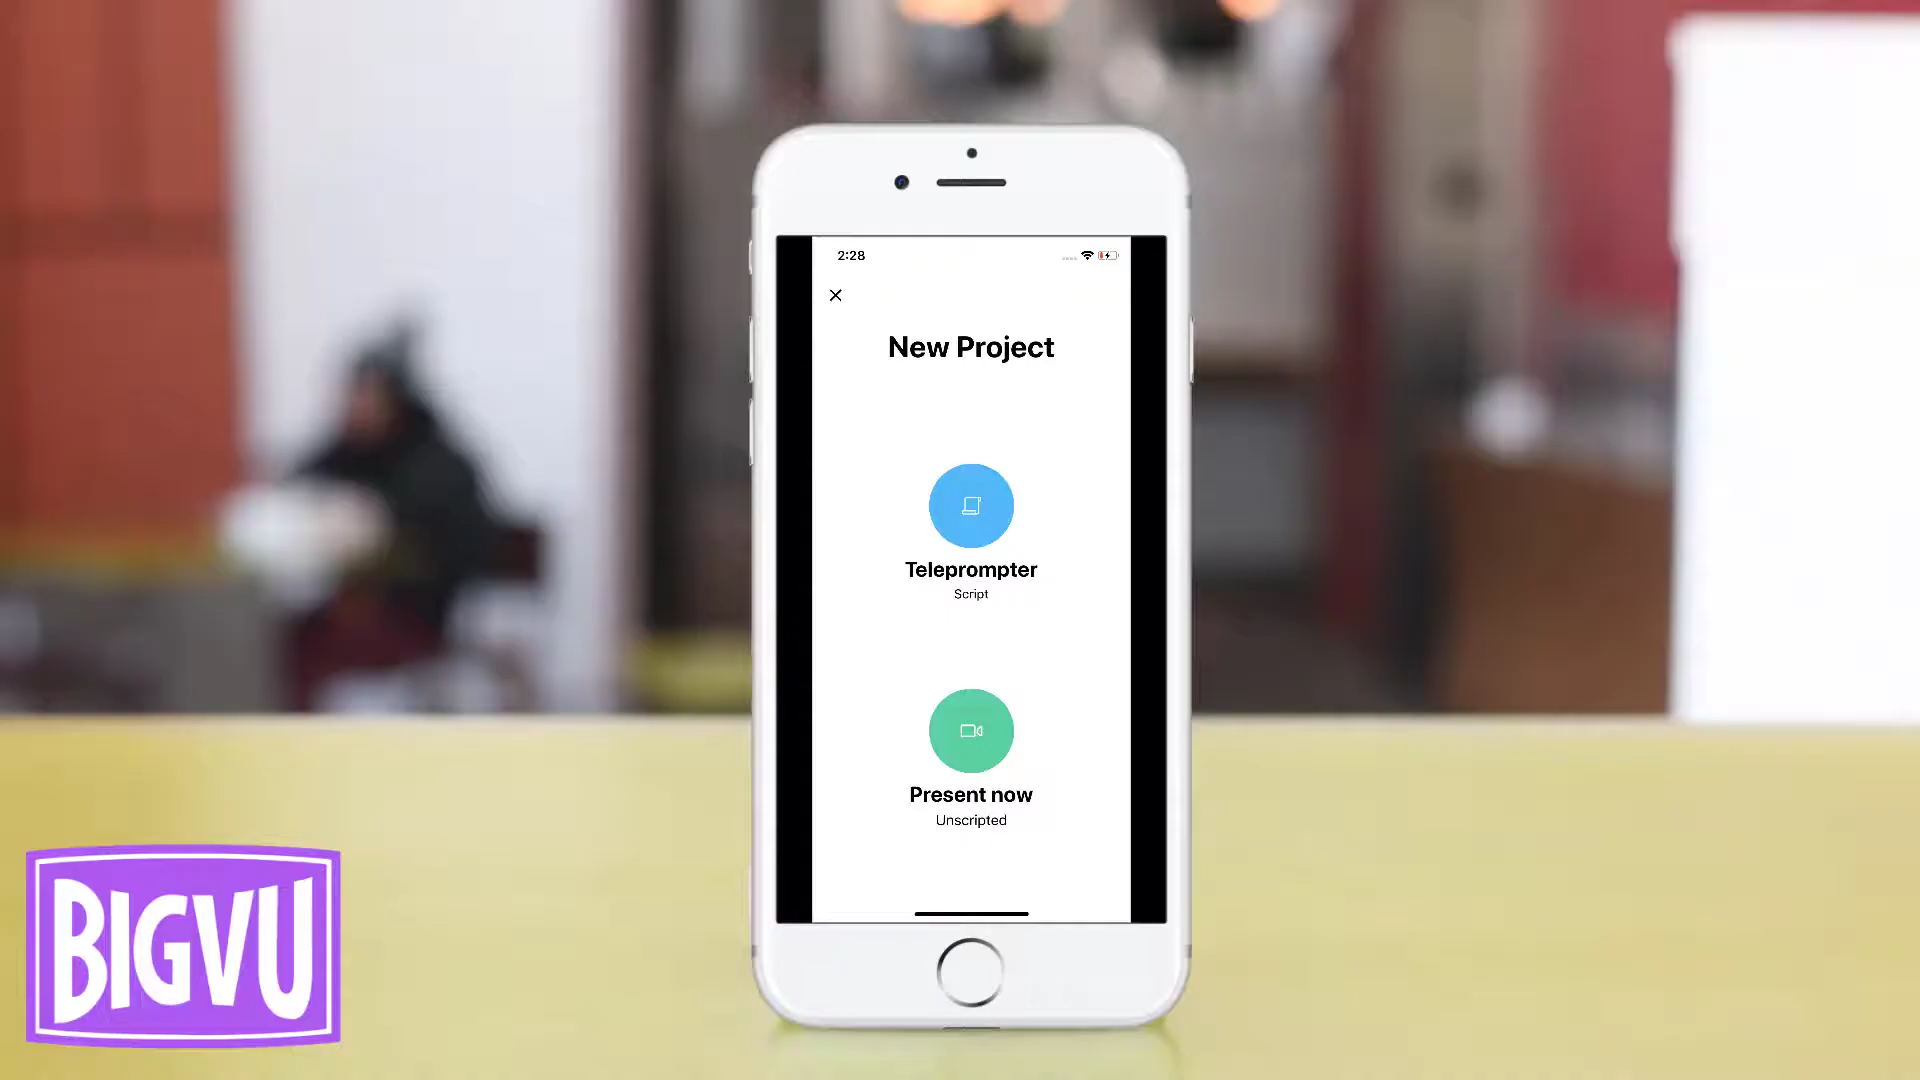 2:28
New Project
Teleprompter
Script
Present now
Unscripted
BIGVU